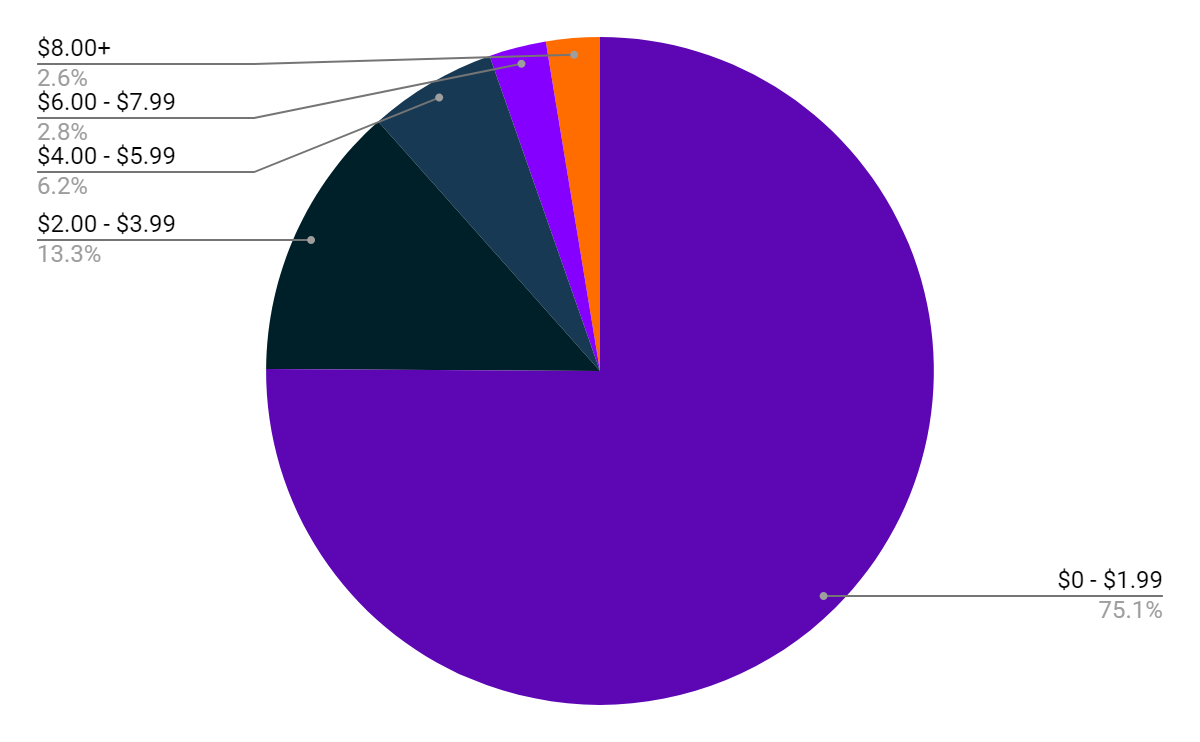 $8.00+
2.6%
$6.00 - $7.99
2.8%
$4.00 - $5.99
6.2%
$2.00 - $3.99
13.3%
$0 - $1.99
75.1%